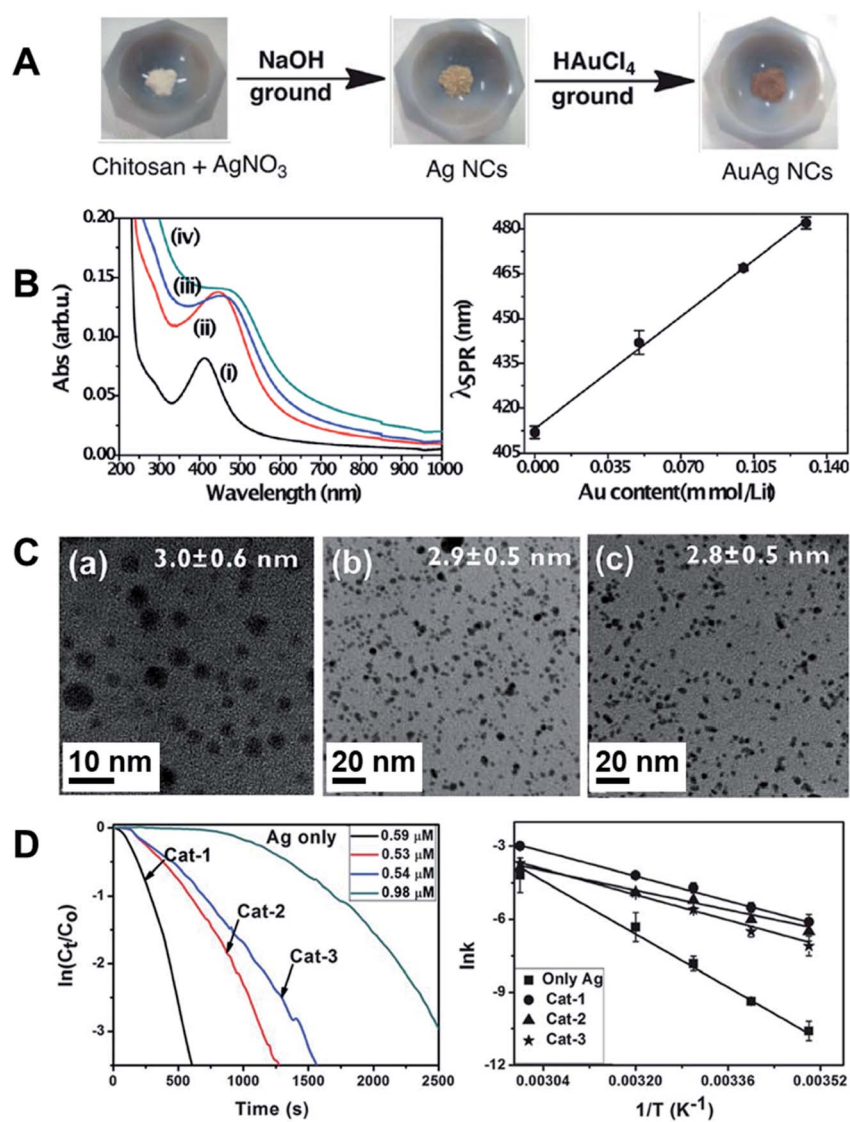 A
NaOH
ground
HAuCl4
ground
Chitosan + AgNO3
Ag NCs
AuAg NCs
B
0.20
0.15
0.10
0.05
0.00
Abs (arb.u.)
(iv)
(iii)
(ii)
(i)
200 300 400 500 600 700 800 900 1000
Wavelength (nm)
480
465
450
435
420
405
λSPR (nm)
0.000 0.035 0.070 0.105 0.140
Au content(m mol/Lit)
C
(a) 3.0±0.6 nm
10 nm
(b) 2.9±0.5 nm
20 nm
(c) 2.8±0.5 nm
20 nm
D
0
-1
-2
-3
ln(Ct/Co)
Ag only
0.59 μM
0.53 μM
0.54 μM
0.98 μM
Cat-1
Cat-2
Cat-3
0 500 1000 1500 2000 2500
Time (s)
-3
-6
-9
-12
lnk
Only Ag
Cat-1
Cat-2
Cat-3
0.00304 0.00320 0.00336 0.00352
1/T (K-1)